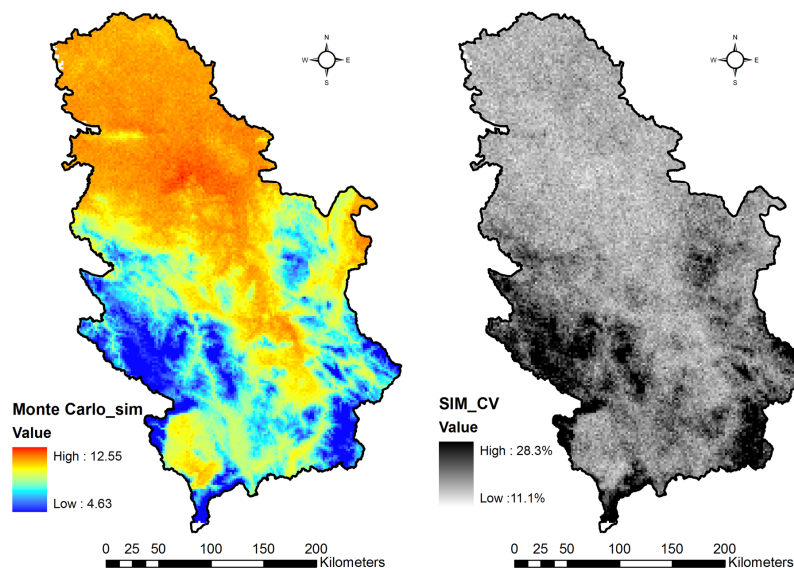 N
W E
S
Monte Carlo_sim
Value
High : 12.55
Low : 4.63
0 25 50 100 150 200
Kilometers
N
W E
S
SIM_CV
Value
High : 28.3%
Low :11.1%
0 25 50 100 150 200
Kilometers